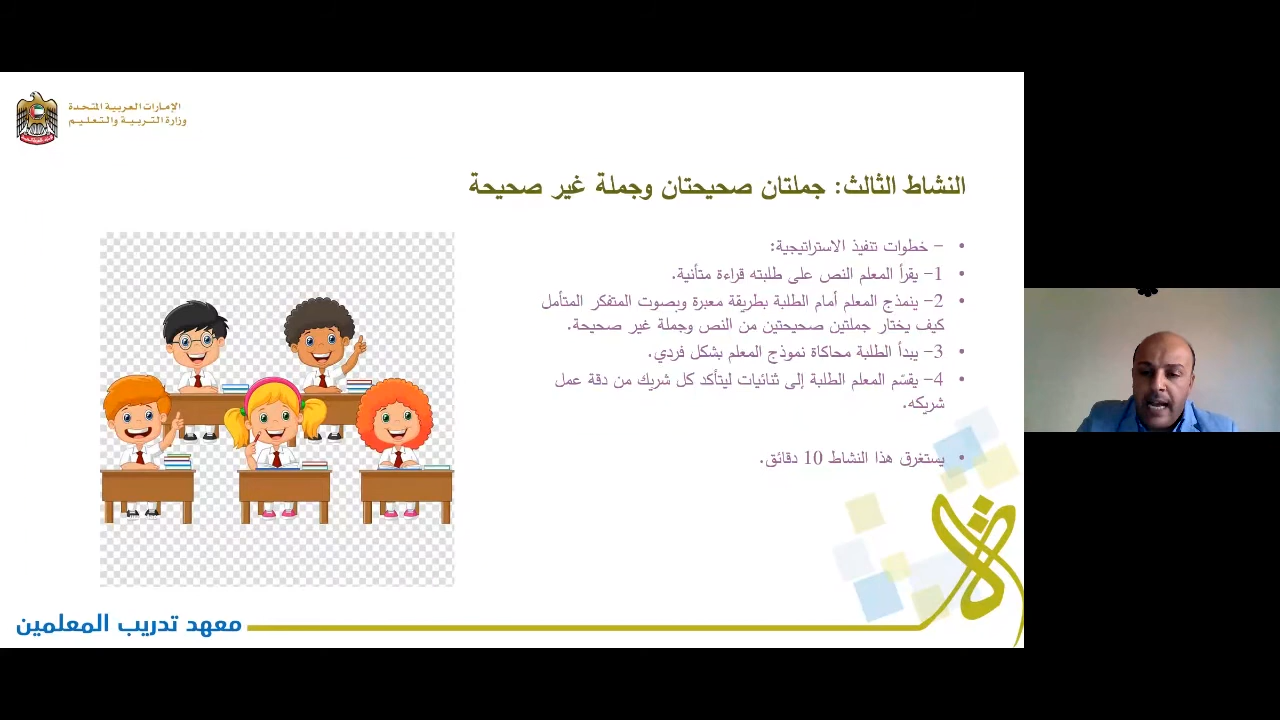 الإمارات العربية المتحدة
وزارة التربية والتعليم
النشاط الثالث: جملتان صحيحتان وجملة غير صحيحة
• – خطوات تنفيذ الاستراتيجية:
• 1– يقرأ المعلم النص على طلبته قراءة متأنية.
• 2– ينمذج المعلم أمام الطلبة بطريقة معبرة وبصوت المتفكر المتأمل
كيف يختار جملتين صحيحتين من النص وجملة غير صحيحة.
• 3– يبدأ الطلبة محاكاة نموذج المعلم بشكل فردي.
• 4– يقسّم المعلم الطلبة إلى ثنائيات ليتأكد كل شريك من دقة عمل
شريكه.
• يستغرق هذا النشاط 10 دقائق.
معهد تدريب المعلمين